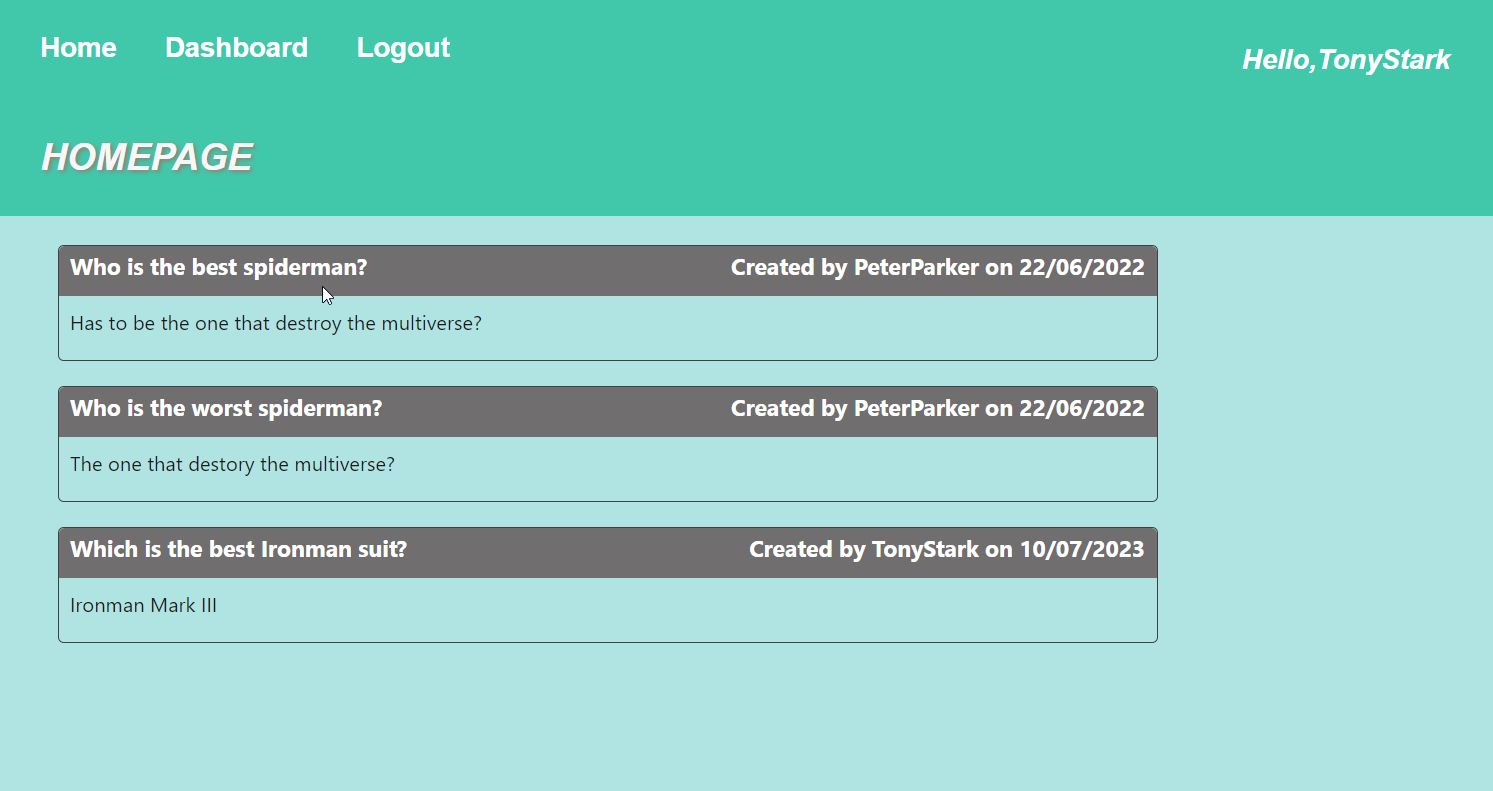 Home Dashboard Logout
Hello,TonyStark
HOMEPAGE
Who is the best spiderman? Created by PeterParker on 22/06/2022
Has to be the one that destroy the multiverse?
Who is the worst spiderman? Created by PeterParker on 22/06/2022
The one that destory the multiverse?
Which is the best Ironman suit? Created by TonyStark on 10/07/2023
Ironman Mark III